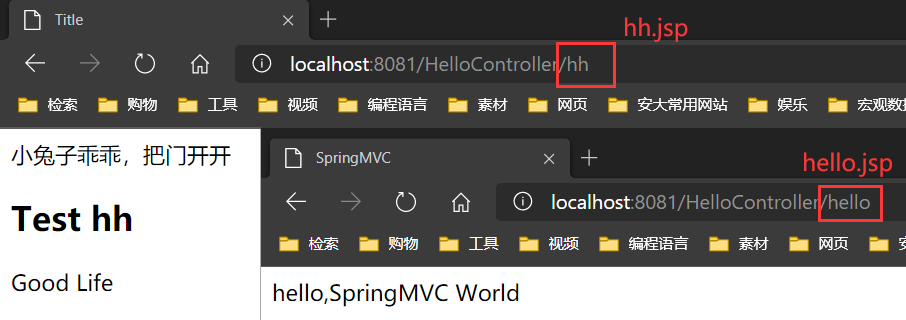 Title
hh.jsp
localhost:8081/HelloController/hh
检索 购物 工具 视频 编程语言 素材 网页 安大常用网站 娱乐 宏观数据
小兔子乖乖，把门开开
Test hh
Good Life
SpringMVC
hello.jsp
localhost:8081/HelloController/hello
检索 购物 工具 视频 编程语言 素材 网页
hello,SpringMVC World